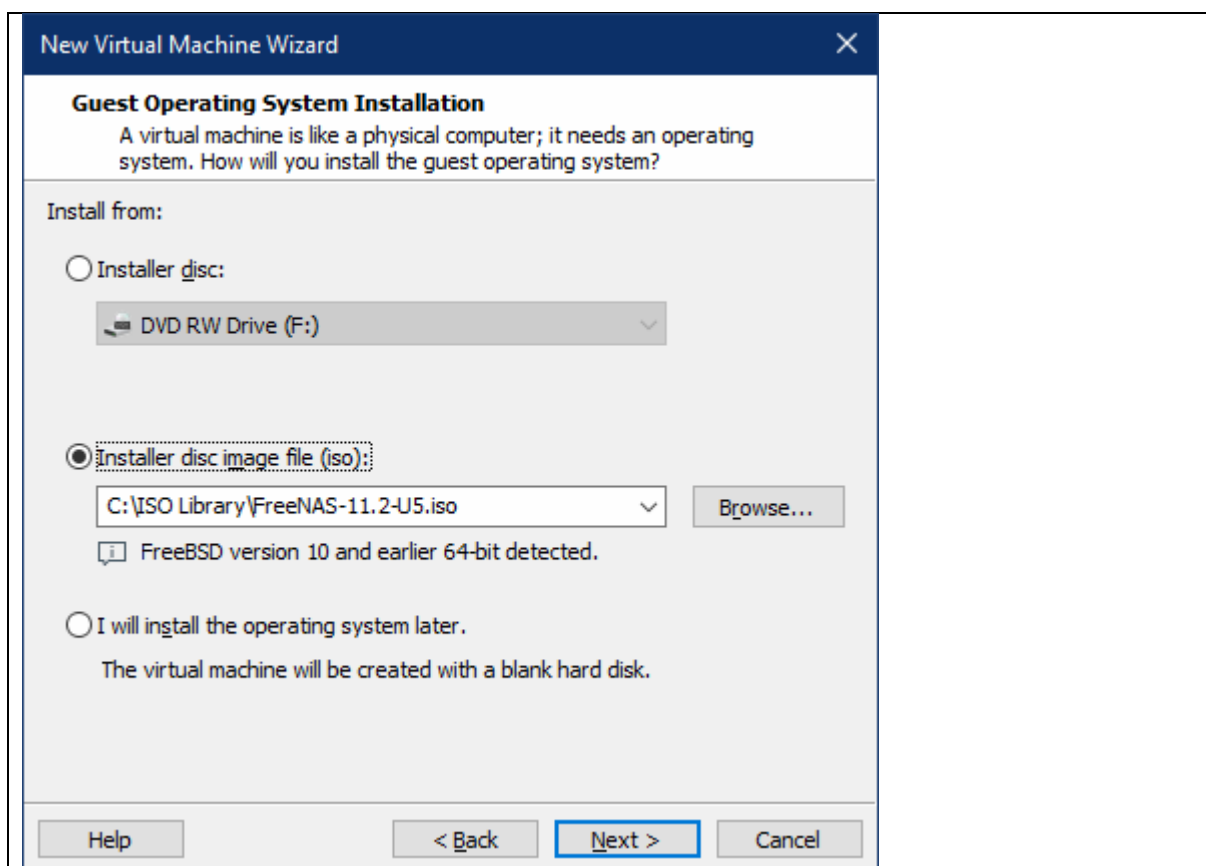 New Virtual Machine Wizard
Guest Operating System Installation
A virtual machine is like a physical computer; it needs an operating
system. How will you install the guest operating system?
Install from:
Installer disc:
DVD RW Drive (F:)
Installer disc image file (iso):
C:\ISO Library\FreeNAS-11.2-U5.iso
Browse...
FreeBSD version 10 and earlier 64-bit detected.
I will install the operating system later.
The virtual machine will be created with a blank hard disk.
Help
< Back
Next >
Cancel